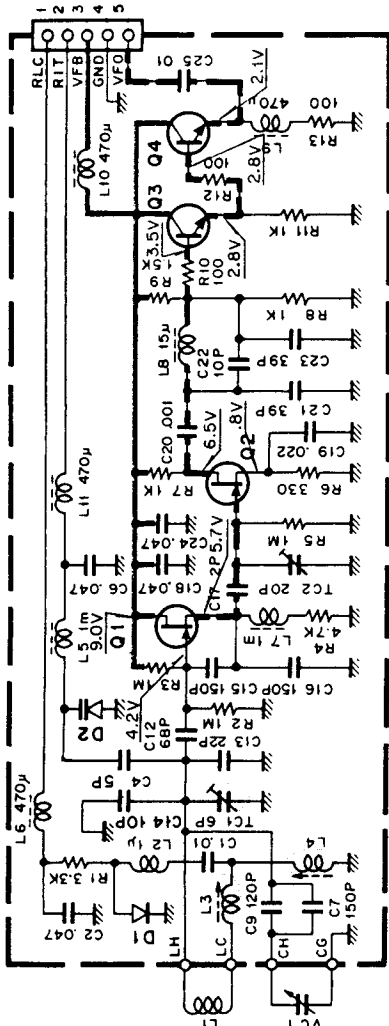 1 2 3 4 5
RLC
RIT
VFB
GND
VFO
C25 .01
L10 470μ
Q4
2.1V
470μ
L9
100
R13
100
R12
2.8V
Q3
3.5V
1.5K
R9
R10
100
2.8V
R11 1K
L8 15μ
R8
1K
C22
10P
C23 39P
C21 39P
C20 .001
6.5V
Q2
.8V
C19 .022
R7 1K
R6 330
L11 470μ
C24 .047
C6 .047
C18 .047
R5 1M
C17 2P
5.7V
TC2 20P
L5 1m
9.0V
Q1
L7 1m
4.7K
R4
R3 1M
4.2V
C15 150P
C16 150P
D2
C12
68P
R2 1M
C13 22P
C4
5P
C14 10P
TC1 6P
L6 470μ
R1 3.3K
L2 1μ
C1 .01
L4
L3
C2 .047
D1
C9 120P
C7
150P
LH
LC
CH
CG